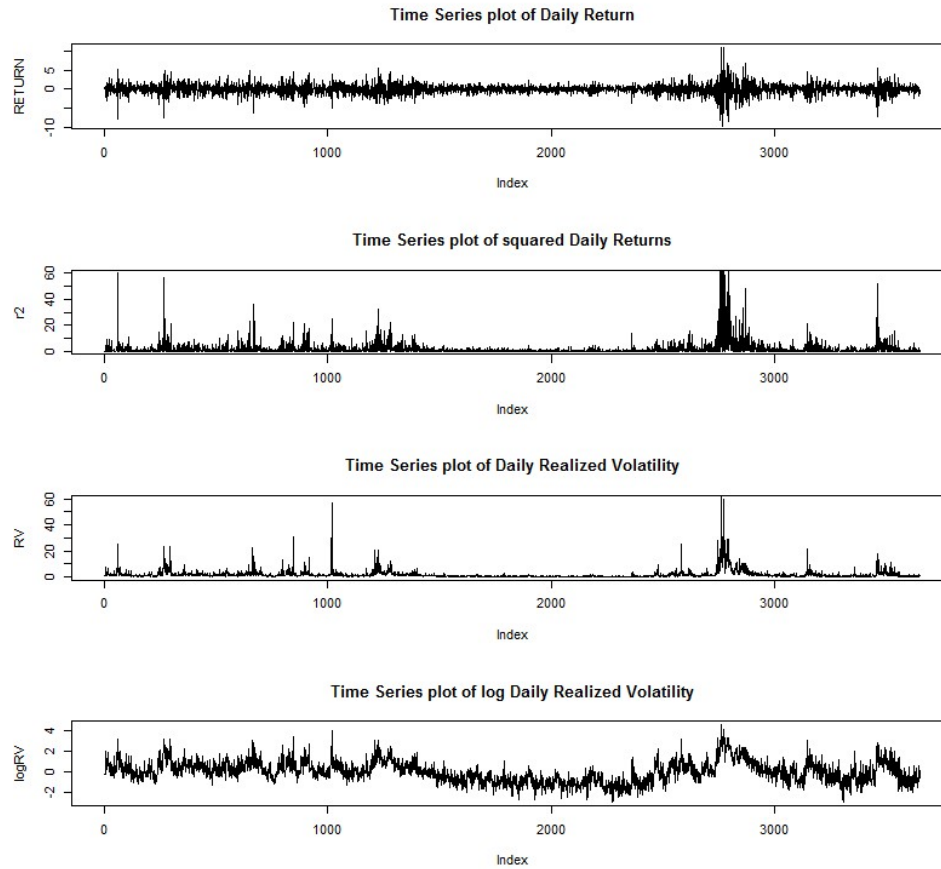 Time Series plot of Daily Return
RETURN
5
0
-10
0 1000 2000 3000
Index
Time Series plot of squared Daily Returns
r2
60
40
20
0
0 1000 2000 3000
Index
Time Series plot of Daily Realized Volatility
RV
60
40
20
0
0 1000 2000 3000
Index
Time Series plot of log Daily Realized Volatility
logRV
4
2
0
-2
0 1000 2000 3000
Index